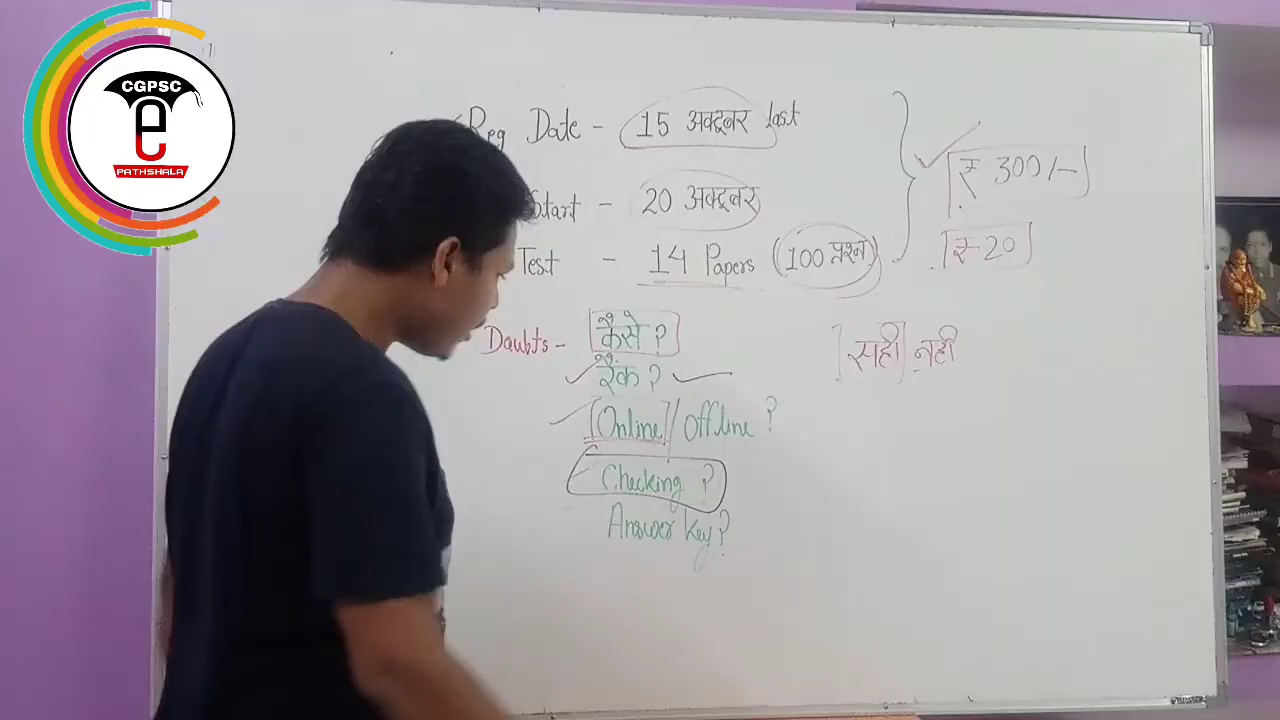 CGPSC
e
PATHSHALA
Reg Date - 15 अक्टूबर last
Start - 20 अक्टूबर
Test - 14 Papers (100 प्रश्न)
₹ 300/-
₹ 20
Daubts - कैसे ?
रैंक ?
Online / Offline ?
Checking ?
Answer key ?
सही नही